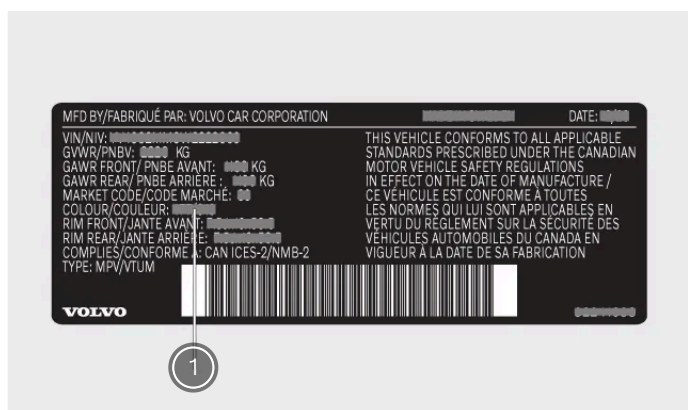 MFD BY/FABRIQUÉ PAR: VOLVO CAR CORPORATION DATE:
VIN/NIV:
GVWR/PNBV: KG
GAWR FRONT/ PNBE AVANT: KG
GAWR REAR/ PNBE ARRIÈRE : KG
MARKET CODE/CODE MARCHÉ:
COLOUR/COULEUR:
RIM FRONT/JANTE AVANT:
RIM REAR/JANTE ARRIÈRE:
COMPLIES/CONFORME À: CAN ICES-2/NMB-2
TYPE: MPV/VTUM
THIS VEHICLE CONFORMS TO ALL APPLICABLE
STANDARDS PRESCRIBED UNDER THE CANADIAN
MOTOR VEHICLE SAFETY REGULATIONS
IN EFFECT ON THE DATE OF MANUFACTURE /
CE VÉHICULE EST CONFORME À TOUTES
LES NORMES QUI LUI SONT APPLICABLES EN
VERTU DU RÈGLEMENT SUR LA SÉCURITÉ DES
VÉHICULES AUTOMOBILES DU CANADA EN
VIGUEUR À LA DATE DE SA FABRICATION
VOLVO
1